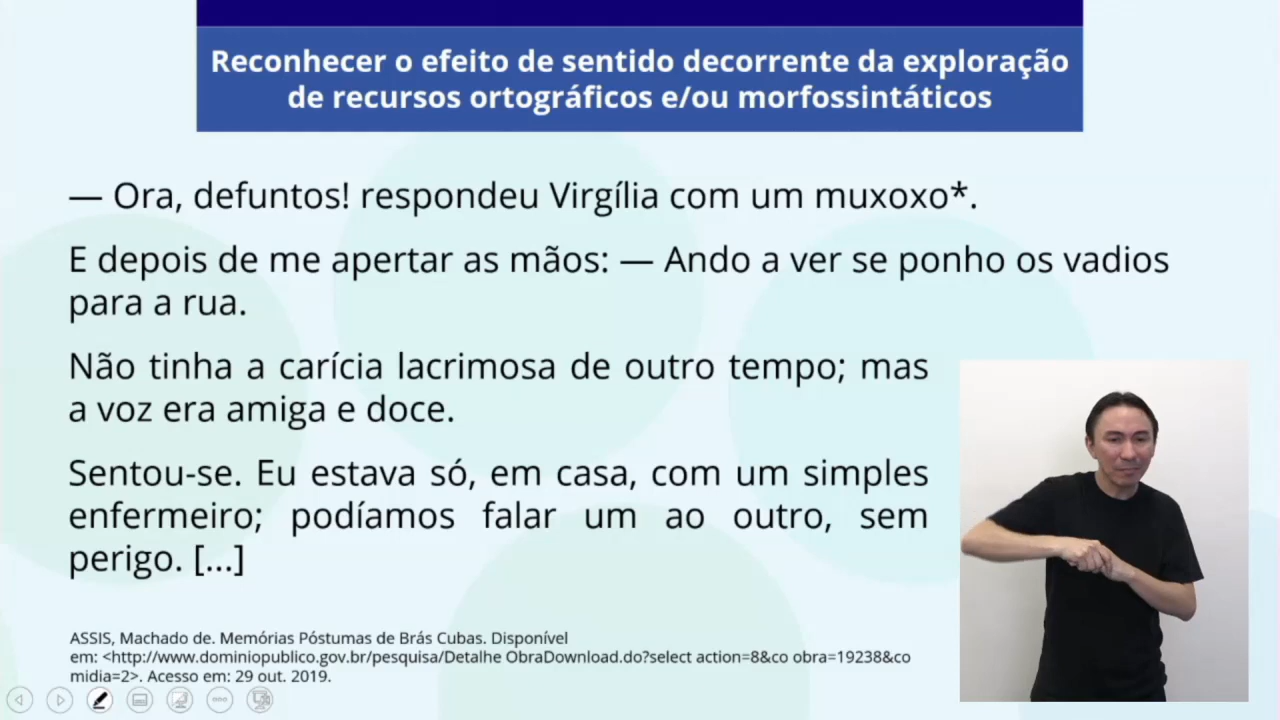 Reconhecer o efeito de sentido decorrente da exploração
de recursos ortográficos e/ou morfossintáticos
— Ora, defuntos! respondeu Virgília com um muxoxo*.
E depois de me apertar as mãos: — Ando a ver se ponho os vadios
para a rua.
Não tinha a carícia lacrimosa de outro tempo; mas
a voz era amiga e doce.
Sentou-se. Eu estava só, em casa, com um simples
enfermeiro; podíamos falar um ao outro, sem
perigo. [...]
ASSIS, Machado de. Memórias Póstumas de Brás Cubas. Disponível
em: <http://www.dominiopublico.gov.br/pesquisa/Detalhe ObraDownload.do?select action=8&co obra=19238&co
midia=2>. Acesso em: 29 out. 2019.